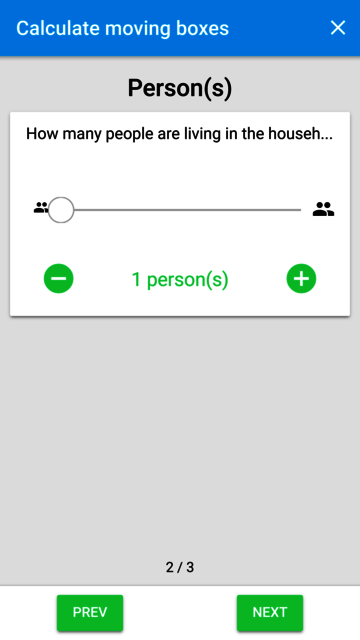 Calculate moving boxes
Person(s)
How many people are living in the househ...
1 person(s)
2 / 3
PREV
NEXT